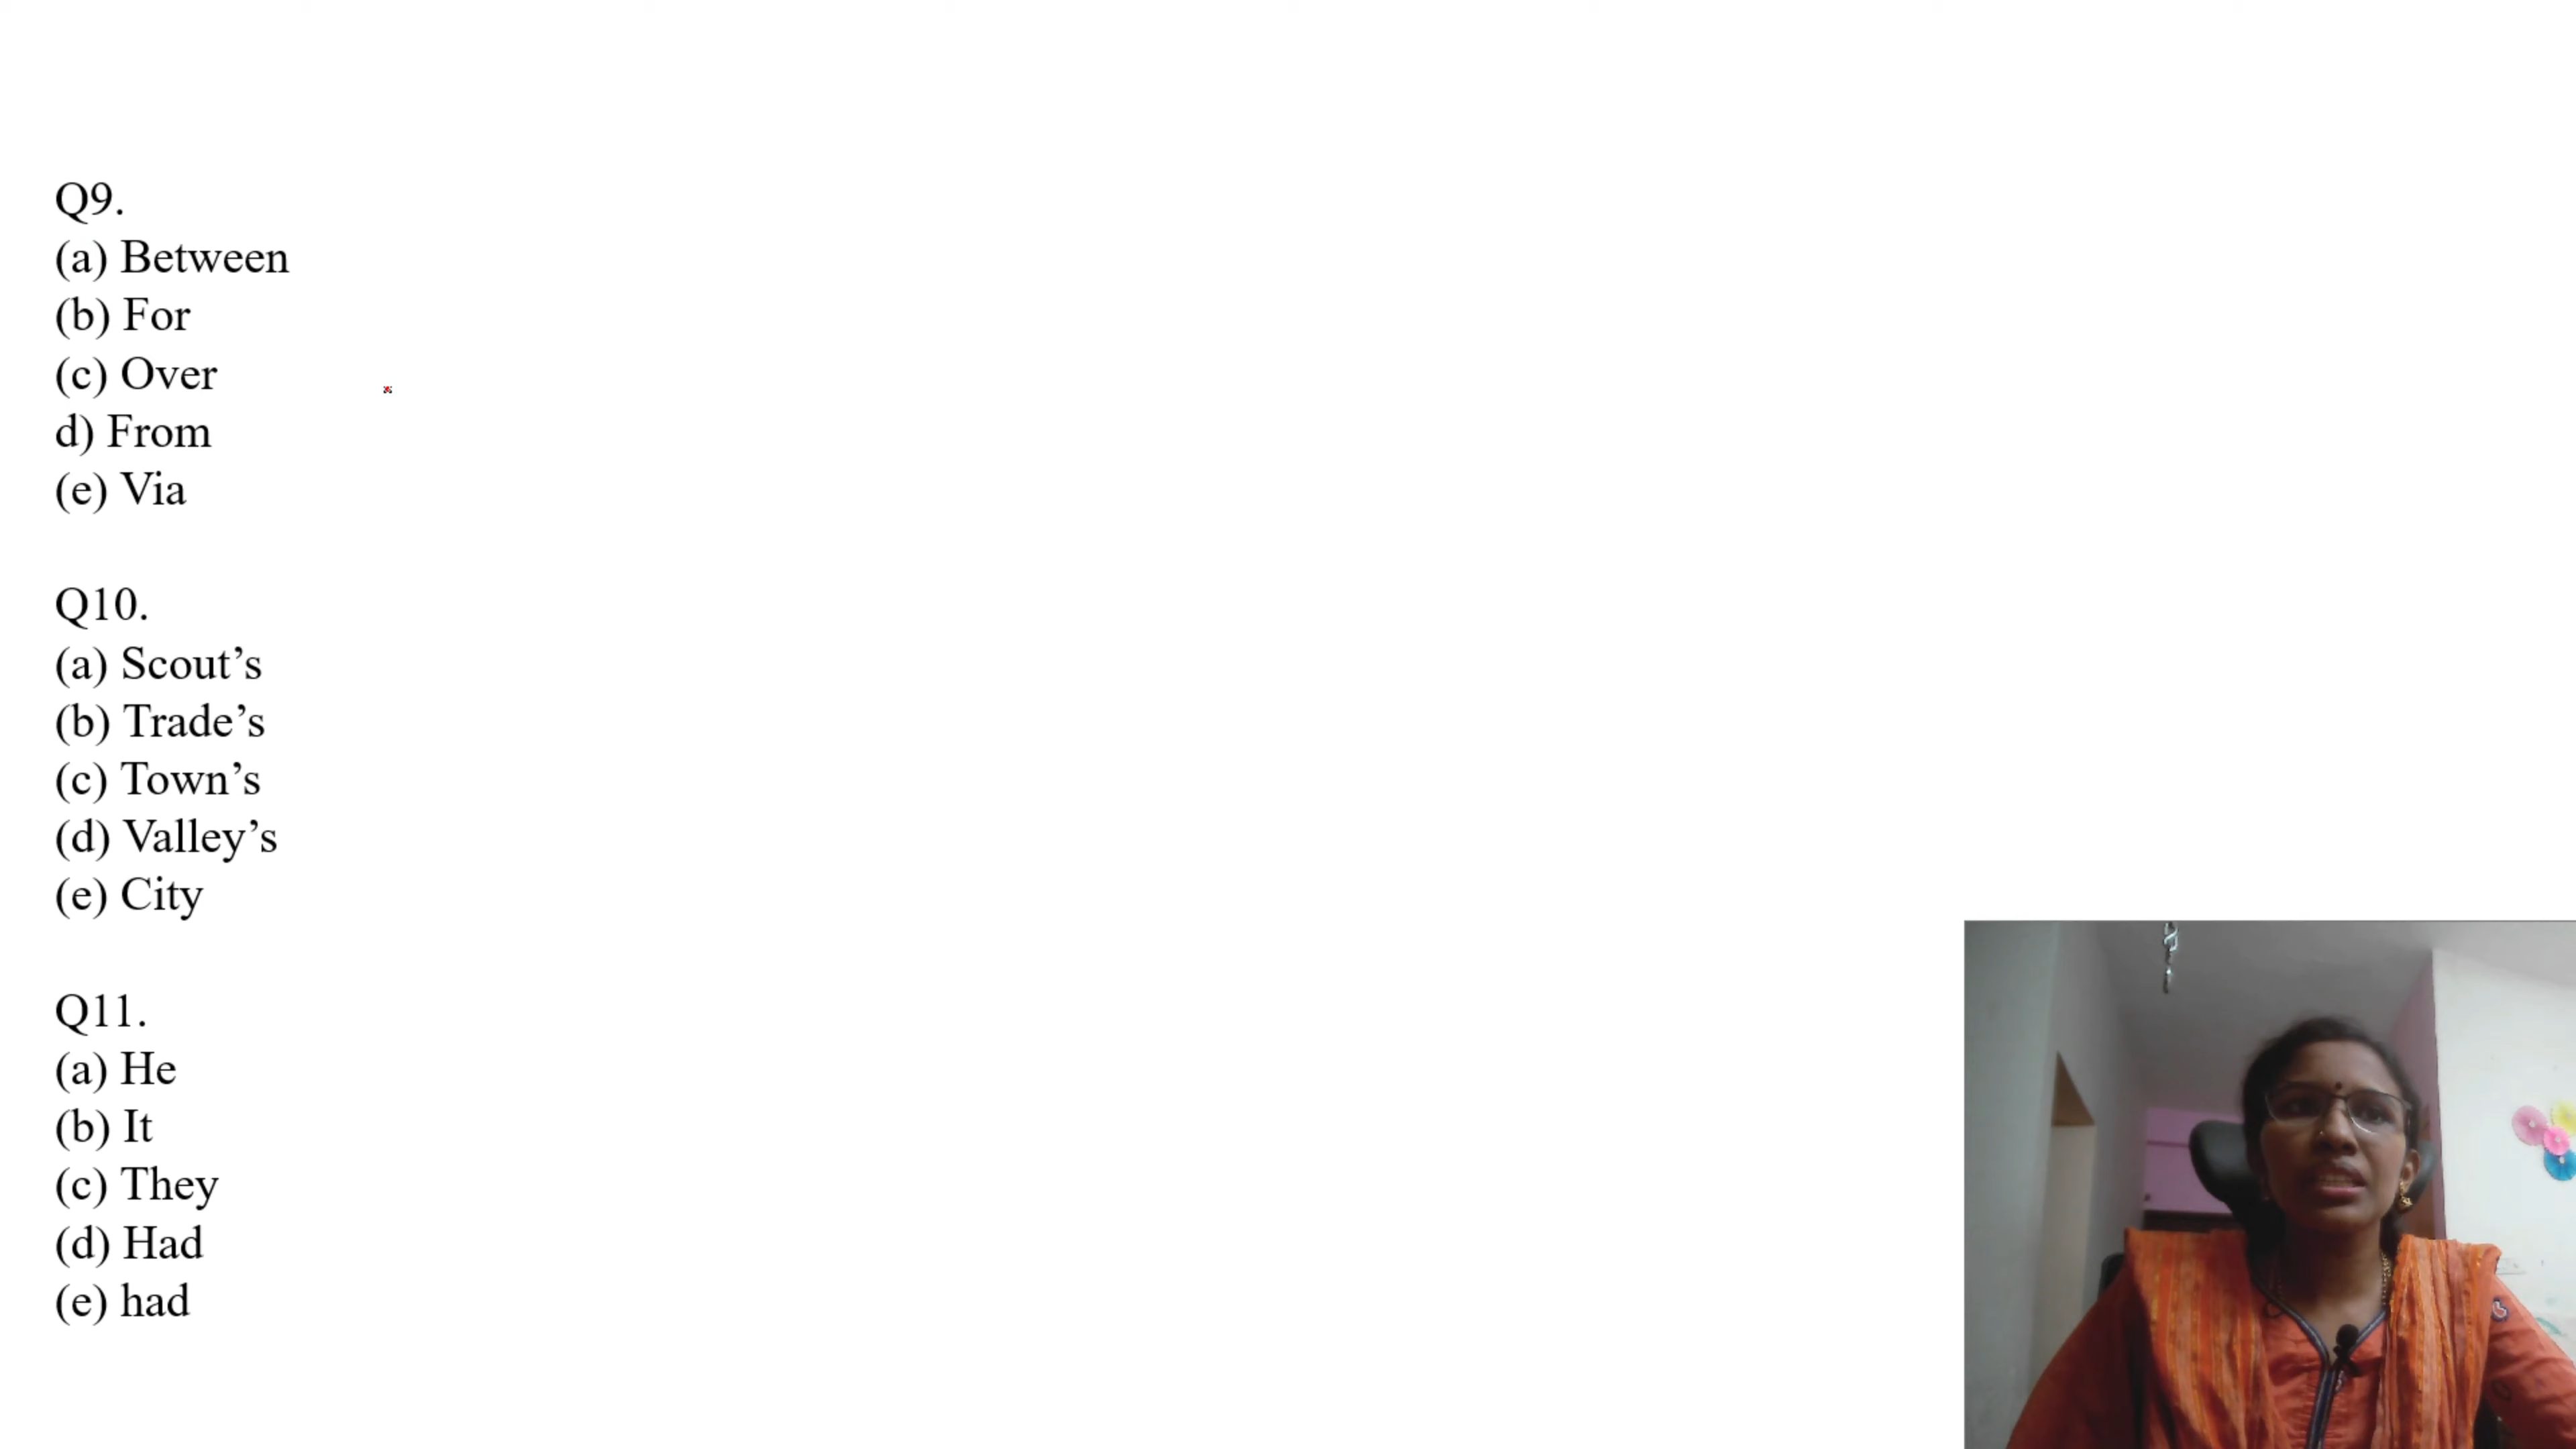 Q9.
(a) Between
(b) For
(c) Over
d) From
(e) Via
Q10.
(a) Scout’s
(b) Trade’s
(c) Town’s
(d) Valley’s
(e) City
Q11.
(a) He
(b) It
(c) They
(d) Had
(e) had